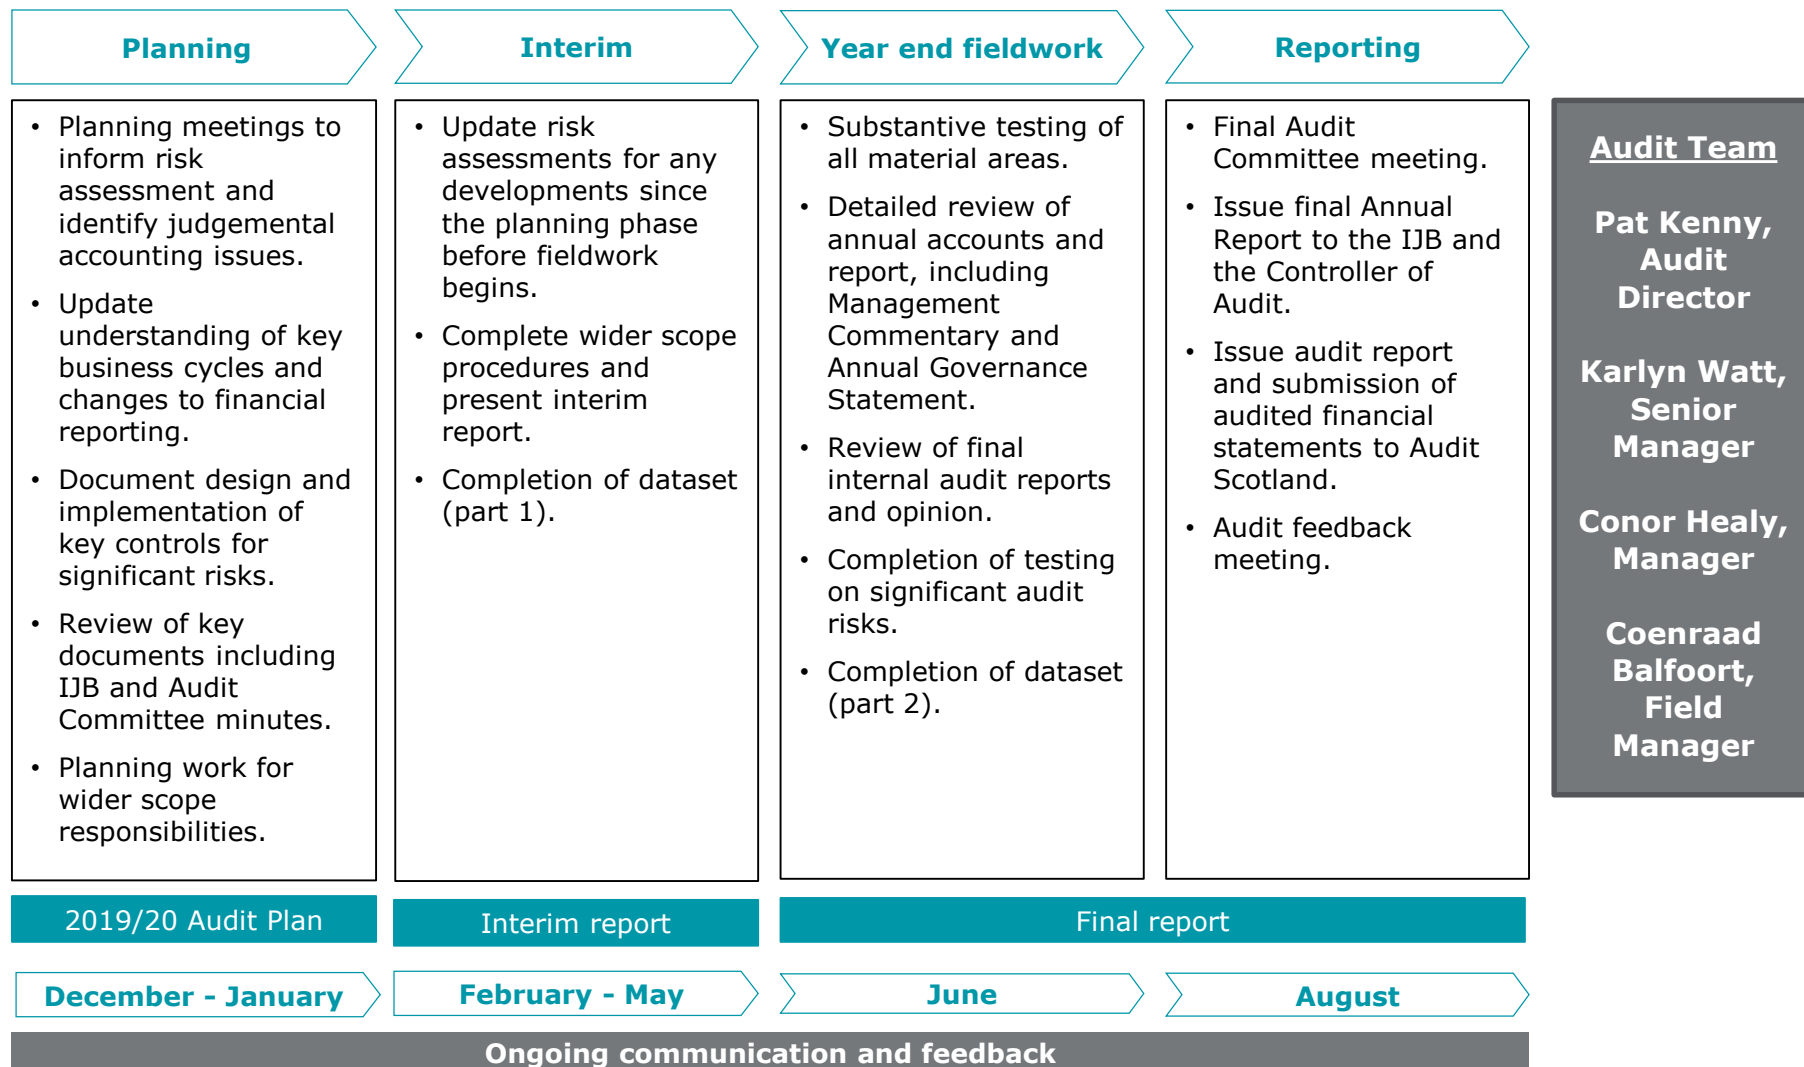 Planning
Interim
Year end fieldwork
Reporting
• Planning meetings to
inform risk
assessment and
identify judgemental
accounting issues.
• Update
understanding of key
business cycles and
changes to financial
reporting.
• Document design and
implementation of
key controls for
significant risks.
• Review of key
documents including
IJB and Audit
Committee minutes.
• Planning work for
wider scope
responsibilities.
• Update risk
assessments for any
developments since
the planning phase
before fieldwork
begins.
• Complete wider scope
procedures and
present interim
report.
• Completion of dataset
(part 1).
• Substantive testing of
all material areas.
• Detailed review of
annual accounts and
report, including
Management
Commentary and
Annual Governance
Statement.
• Review of final
internal audit reports
and opinion.
• Completion of testing
on significant audit
risks.
• Completion of dataset
(part 2).
• Final Audit
Committee meeting.
• Issue final Annual
Report to the IJB and
the Controller of
Audit.
• Issue audit report
and submission of
audited financial
statements to Audit
Scotland.
• Audit feedback
meeting.
Audit Team
Pat Kenny,
Audit
Director
Karlyn Watt,
Senior
Manager
Conor Healy,
Manager
Coenraad
Balfoort,
Field
Manager
2019/20 Audit Plan
Interim report
Final report
December - January
February - May
June
August
Ongoing communication and feedback